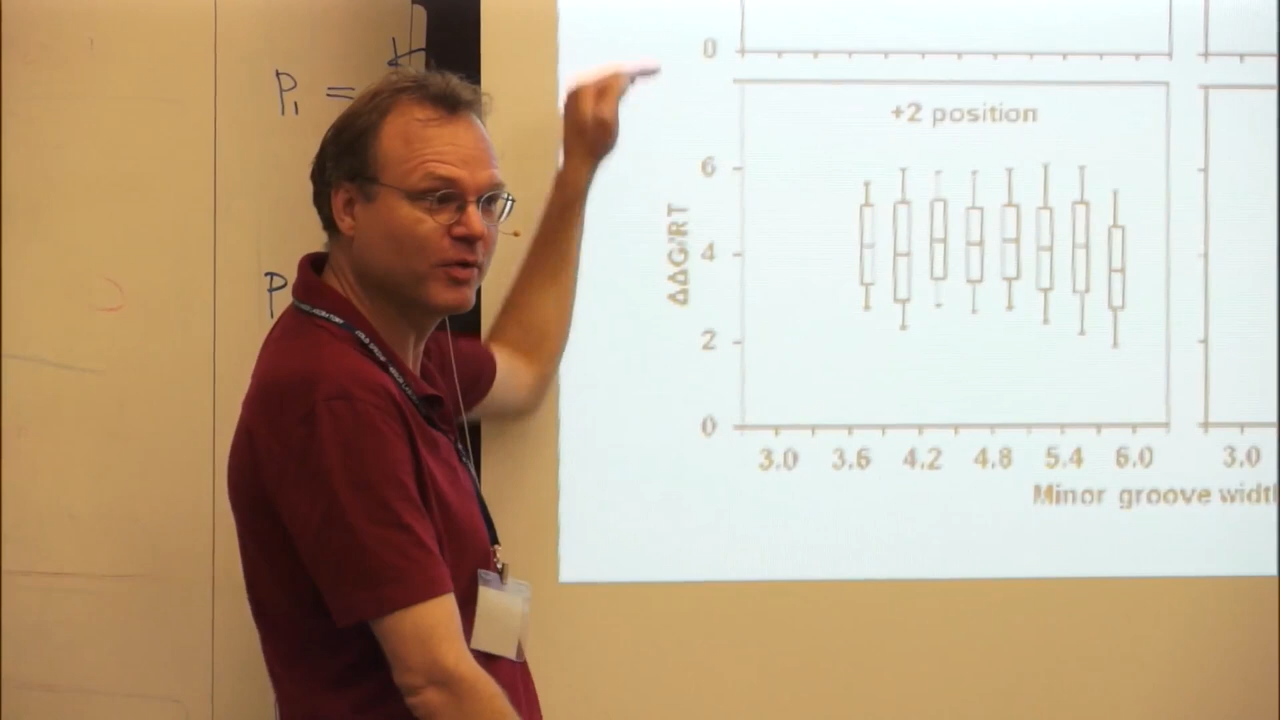 P₁ =
P
0
+2 position
6
4
2
0
ΔΔG/RT
3.0 3.6 4.2 4.8 5.4 6.0 3.0
Minor groove widt